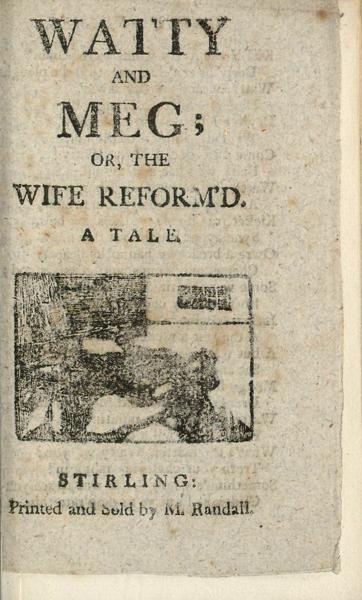 WATTY
AND
MEG;
OR, THE
WIFE REFORM'D.
A TALE.
STIRLING:
Printed and Sold by M. Randall.